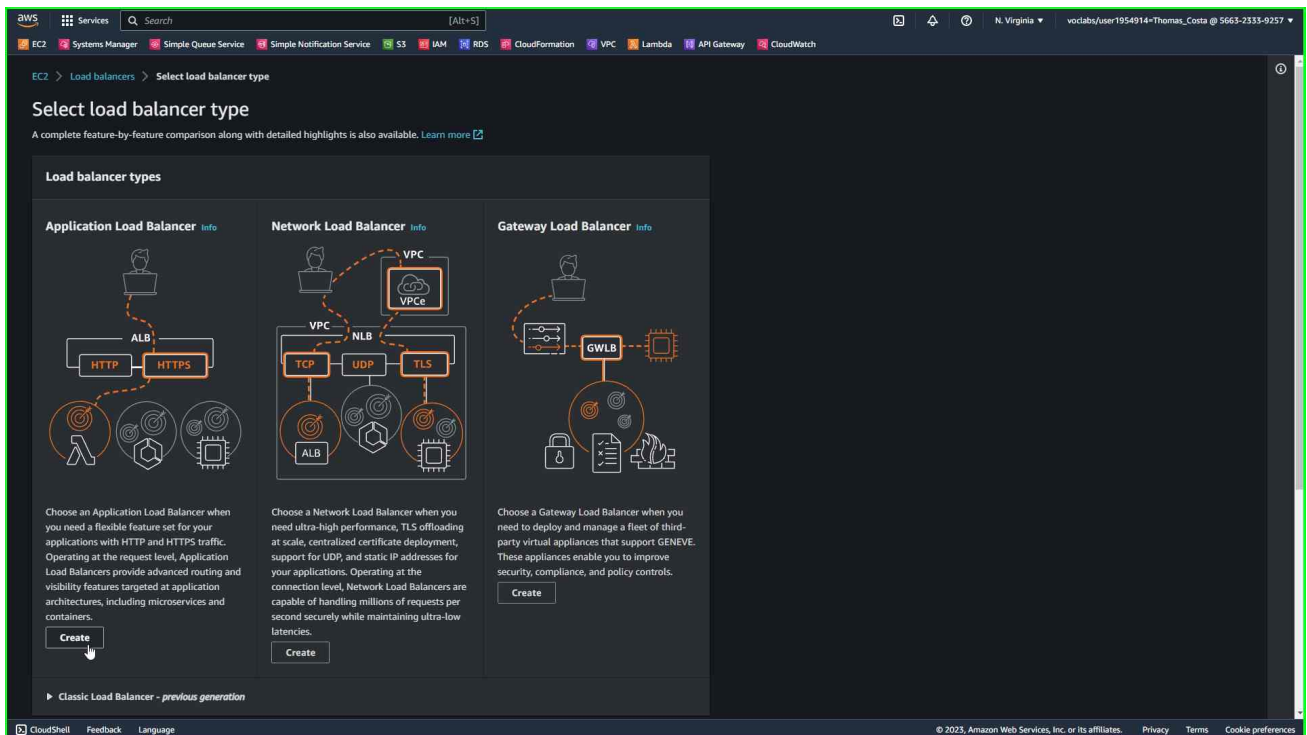 aws Services Search [Alt+S] N. Virginia voclabs/user1954914=Thomas_Costa @ 5663-2333-9257
EC2 Systems Manager Simple Queue Service Simple Notification Service S3 IAM RDS CloudFormation VPC Lambda API Gateway CloudWatch
EC2 > Load balancers > Select load balancer type
Select load balancer type
A complete feature-by-feature comparison along with detailed highlights is also available. Learn more
Load balancer types
Application Load Balancer Info
ALB
HTTP HTTPS
Choose an Application Load Balancer when
you need a flexible feature set for your
applications with HTTP and HTTPS traffic.
Operating at the request level, Application
Load Balancers provide advanced routing and
visibility features targeted at application
architectures, including microservices and
containers.
Create
Network Load Balancer Info
VPC
VPCe
VPC
NLB
TCP UDP TLS
ALB
Choose a Network Load Balancer when you
need ultra-high performance, TLS offloading
at scale, centralized certificate deployment,
support for UDP, and static IP addresses for
your applications. Operating at the
connection level, Network Load Balancers are
capable of handling millions of requests per
second securely while maintaining ultra-low
latencies.
Create
Gateway Load Balancer Info
GWLB
Choose a Gateway Load Balancer when you
need to deploy and manage a fleet of third-
party virtual appliances that support GENEVE.
These appliances enable you to improve
security, compliance, and policy controls.
Create
Classic Load Balancer - previous generation
CloudShell Feedback Language © 2023, Amazon Web Services, Inc. or its affiliates. Privacy Terms Cookie preferences